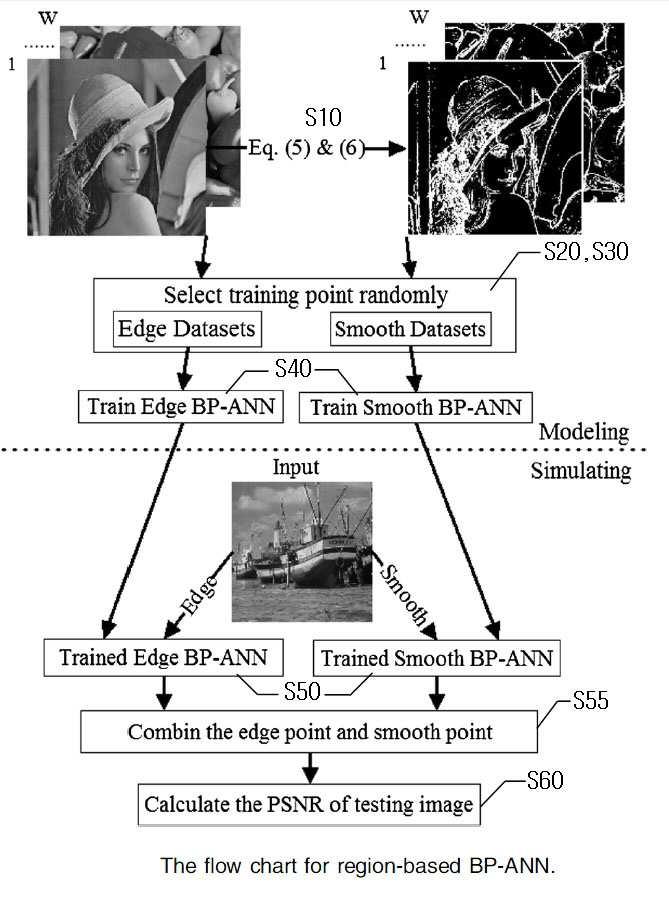 W
W
......
......
1
1
S10
Eq. (5) & (6)
S20,S30
Select training point randomly
Edge Datasets
Smooth Datasets
S40
Train Edge BP-ANN
Train Smooth BP-ANN
Modeling
Input
Simulating
Edge
Smooth
Trained Edge BP-ANN
Trained Smooth BP-ANN
S50
S55
Combin the edge point and smooth point
S60
Calculate the PSNR of testing image
The flow chart for region-based BP-ANN.